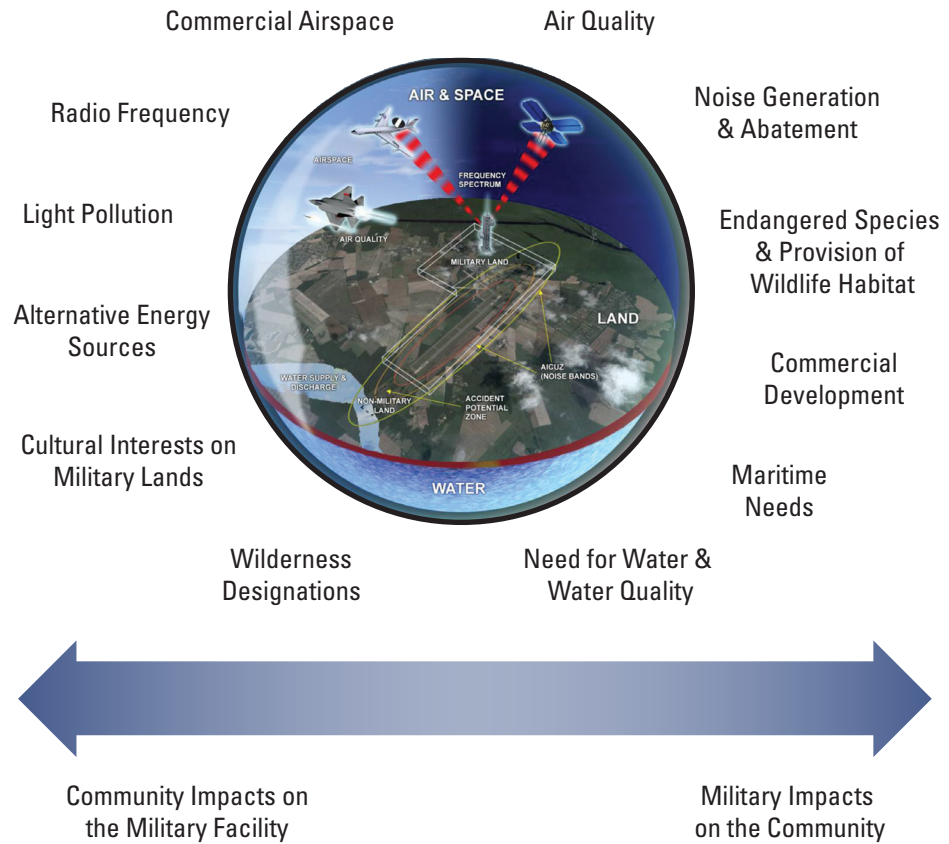 Commercial Airspace
Air Quality
Radio Frequency
Noise Generation
& Abatement
Light Pollution
Endangered Species
& Provision of
Wildlife Habitat
Alternative Energy
Sources
Commercial
Development
Cultural Interests on
Military Lands
Maritime
Needs
Wilderness
Designations
Need for Water &
Water Quality
AIR & SPACE
AIRSPACE
FREQUENCY
SPECTRUM
AIR QUALITY
MILITARY LAND
LAND
AICUZ
(NOISE BANDS)
WATER SUPPLY &
DISCHARGE
NON-MILITARY
LAND
ACCIDENT
POTENTIAL
ZONE
WATER
Community Impacts on
the Military Facility
Military Impacts
on the Community